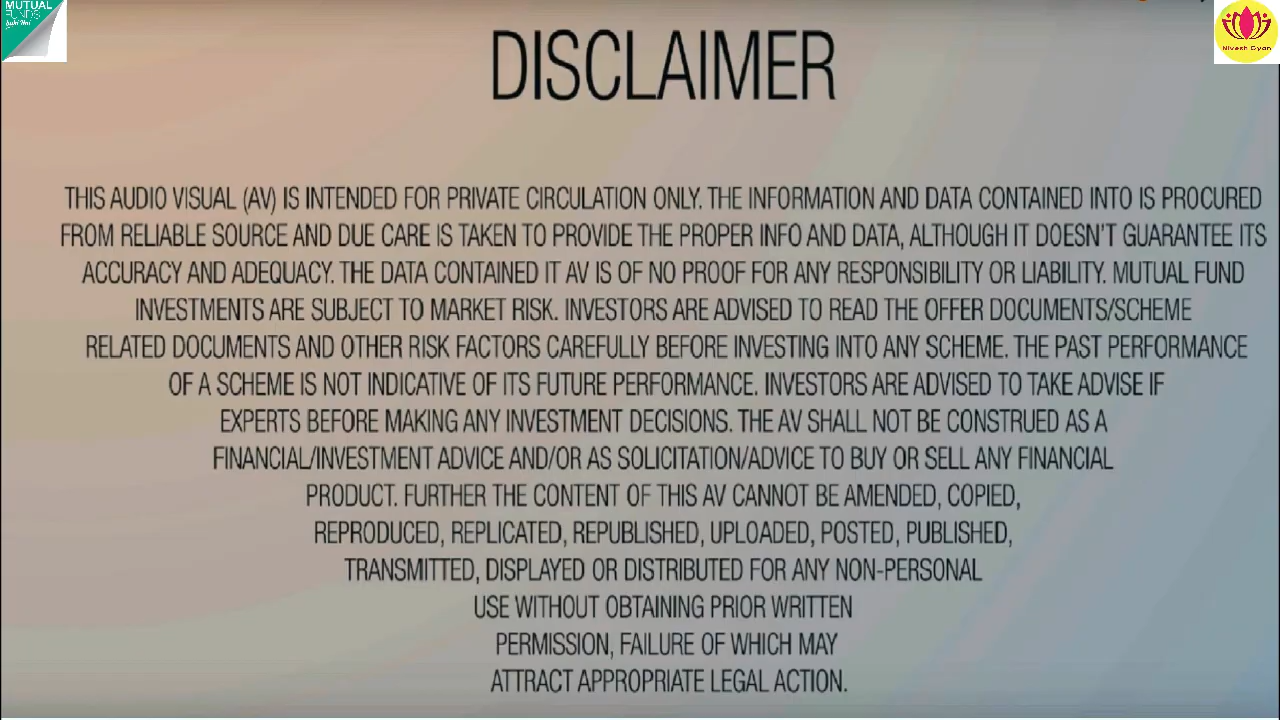 MUTUAL
FUNDS
Sahi Hai
Nivesh Gyan
DISCLAIMER
THIS AUDIO VISUAL (AV) IS INTENDED FOR PRIVATE CIRCULATION ONLY. THE INFORMATION AND DATA CONTAINED INTO IS PROCURED
FROM RELIABLE SOURCE AND DUE CARE IS TAKEN TO PROVIDE THE PROPER INFO AND DATA, ALTHOUGH IT DOESN'T GUARANTEE ITS
ACCURACY AND ADEQUACY. THE DATA CONTAINED IT AV IS OF NO PROOF FOR ANY RESPONSIBILITY OR LIABILITY. MUTUAL FUND
INVESTMENTS ARE SUBJECT TO MARKET RISK. INVESTORS ARE ADVISED TO READ THE OFFER DOCUMENTS/SCHEME
RELATED DOCUMENTS AND OTHER RISK FACTORS CAREFULLY BEFORE INVESTING INTO ANY SCHEME. THE PAST PERFORMANCE
OF A SCHEME IS NOT INDICATIVE OF ITS FUTURE PERFORMANCE. INVESTORS ARE ADVISED TO TAKE ADVISE IF
EXPERTS BEFORE MAKING ANY INVESTMENT DECISIONS. THE AV SHALL NOT BE CONSTRUED AS A
FINANCIAL/INVESTMENT ADVICE AND/OR AS SOLICITATION/ADVICE TO BUY OR SELL ANY FINANCIAL
PRODUCT. FURTHER THE CONTENT OF THIS AV CANNOT BE AMENDED, COPIED,
REPRODUCED, REPLICATED, REPUBLISHED, UPLOADED, POSTED, PUBLISHED,
TRANSMITTED, DISPLAYED OR DISTRIBUTED FOR ANY NON-PERSONAL
USE WITHOUT OBTAINING PRIOR WRITTEN
PERMISSION, FAILURE OF WHICH MAY
ATTRACT APPROPRIATE LEGAL ACTION.